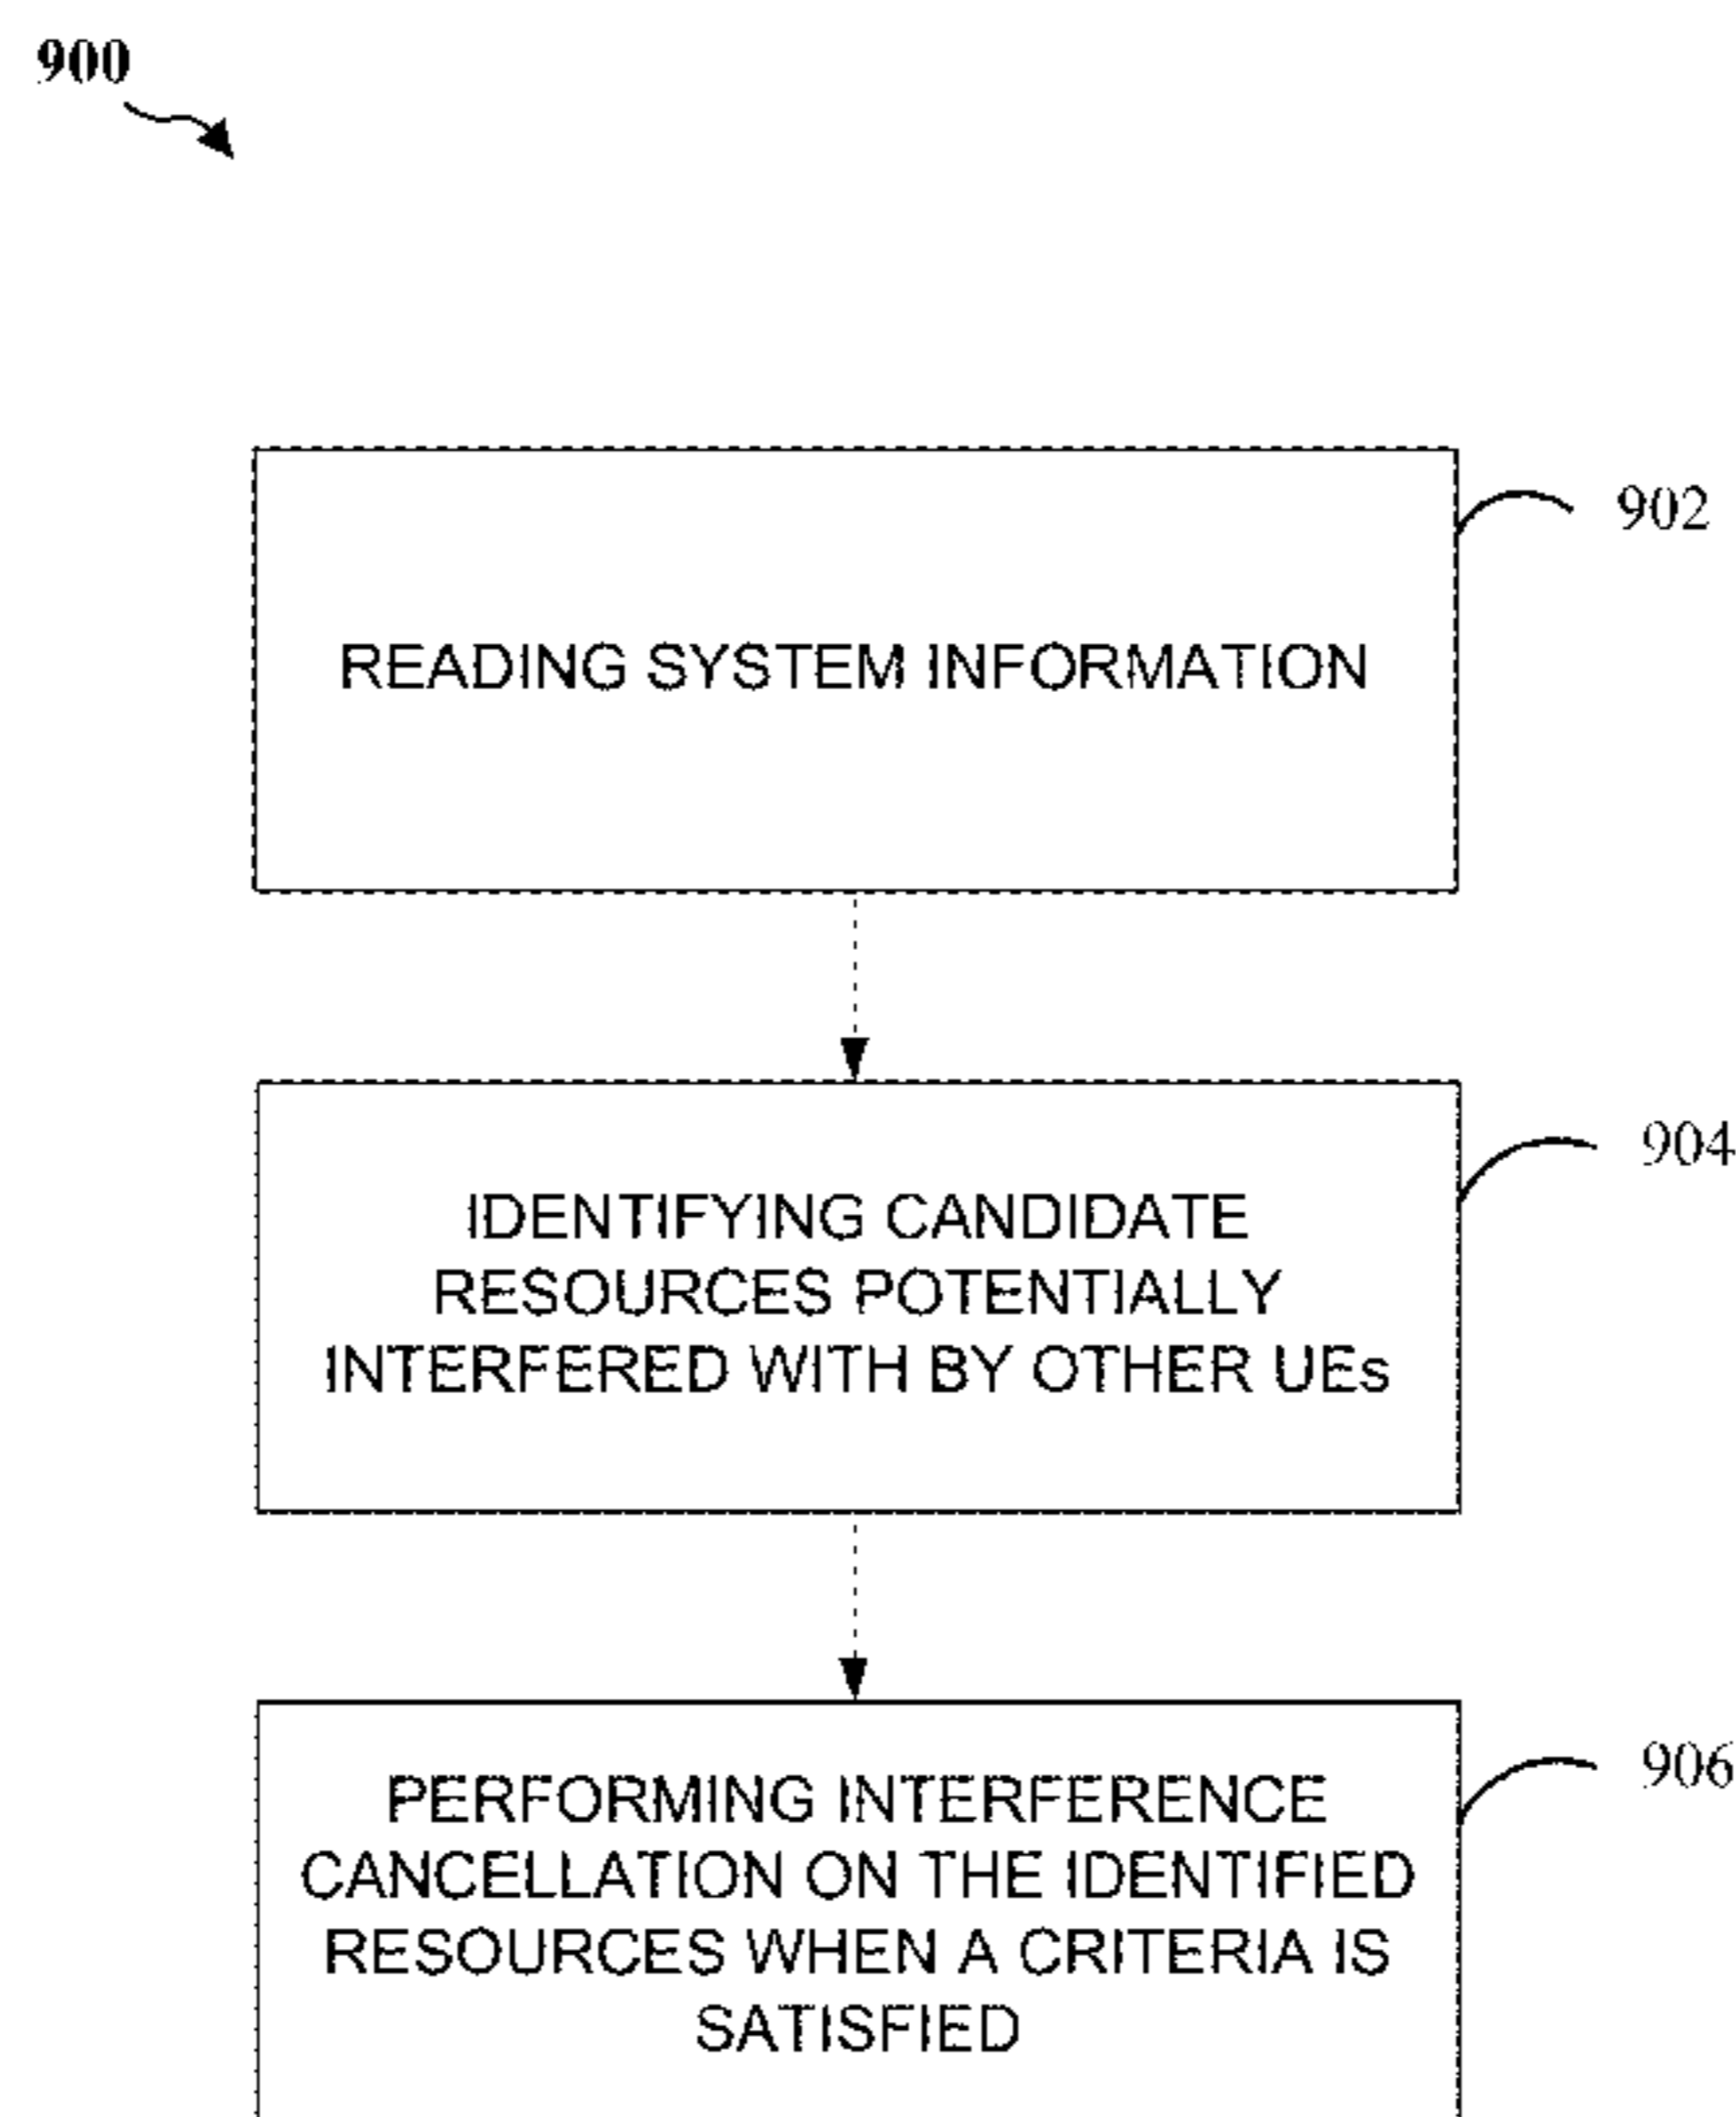 900
902
READING SYSTEM INFORMATION
904
IDENTIFYING CANDIDATE
RESOURCES POTENTIALLY
INTERFERED WITH BY OTHER UEs
906
PERFORMING INTERFERENCE
CANCELLATION ON THE IDENTIFIED
RESOURCES WHEN A CRITERIA IS
SATISFIED